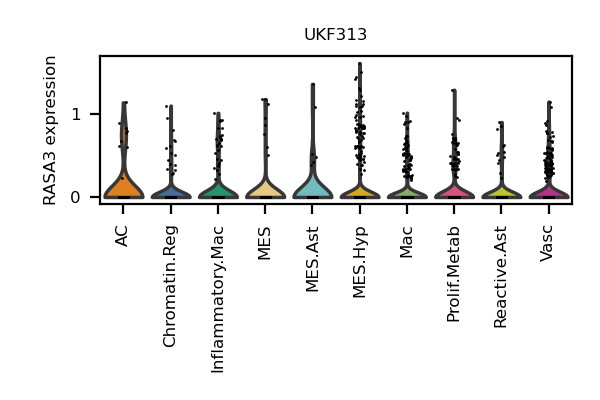 UKF313
RASA3 expression
1
0
AC
Chromatin.Reg
Inflammatory.Mac
MES
MES.Ast
MES.Hyp
Mac
Prolif.Metab
Reactive.Ast
Vasc